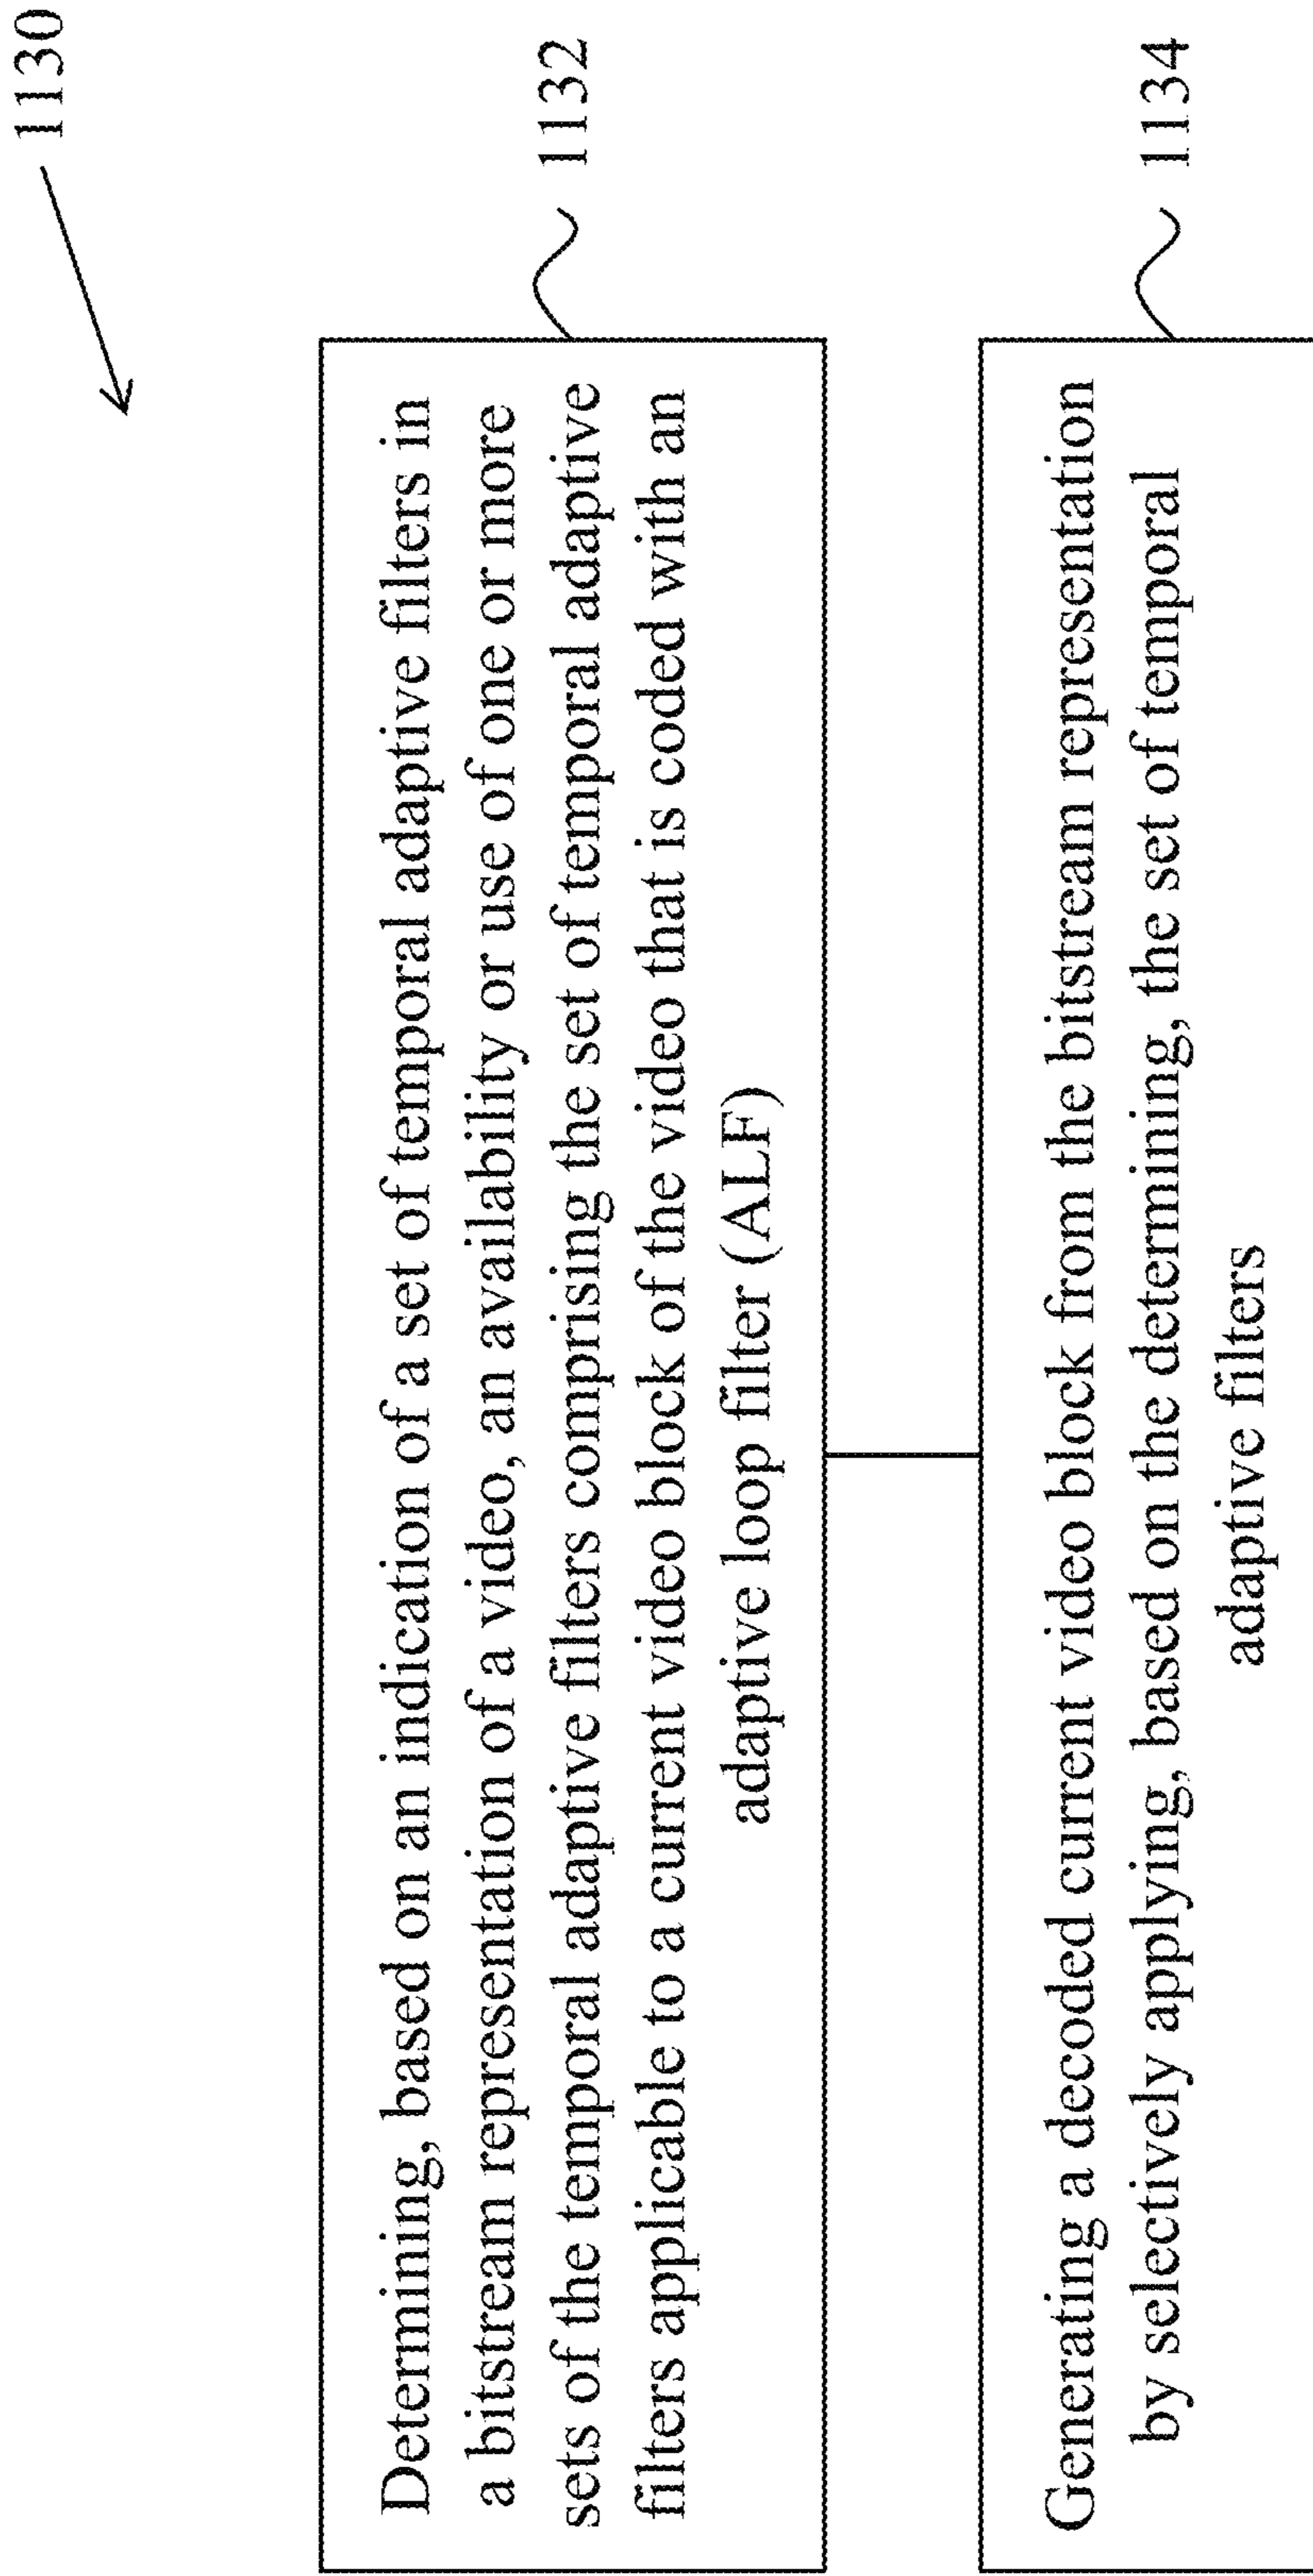 1130
Determining, based on an indication of a set of temporal adaptive filters in
a bitstream representation of a video, an availability or use of one or more
sets of the temporal adaptive filters comprising the set of temporal adaptive
filters applicable to a current video block of the video that is coded with an
adaptive loop filter (ALF)
1132
Generating a decoded current video block from the bitstream representation
by selectively applying, based on the determining, the set of temporal
adaptive filters
1134